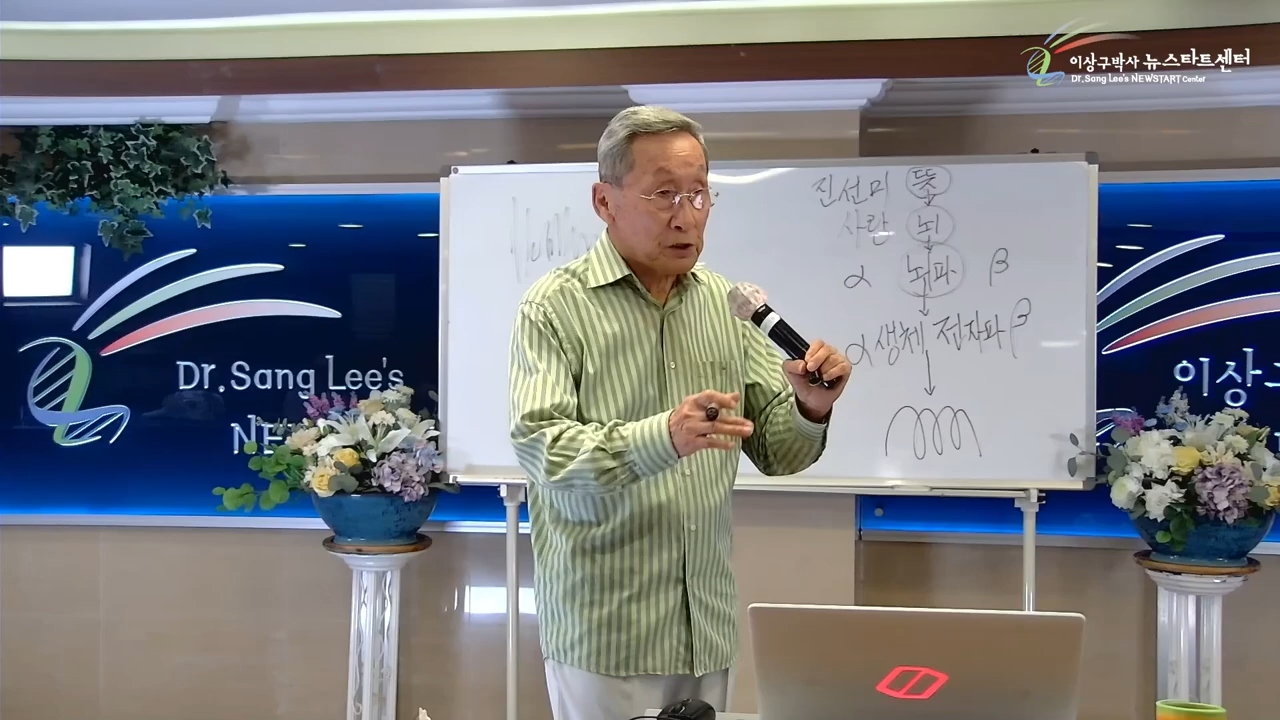 이상구박사 뉴스타트센터
Dr. Sang Lee's NEWSTART Center
진선미 뜻
사랑 뇌
α 뇌파 β
α 생체 전자파 β
Dr.Sang Lee's
NE
이상